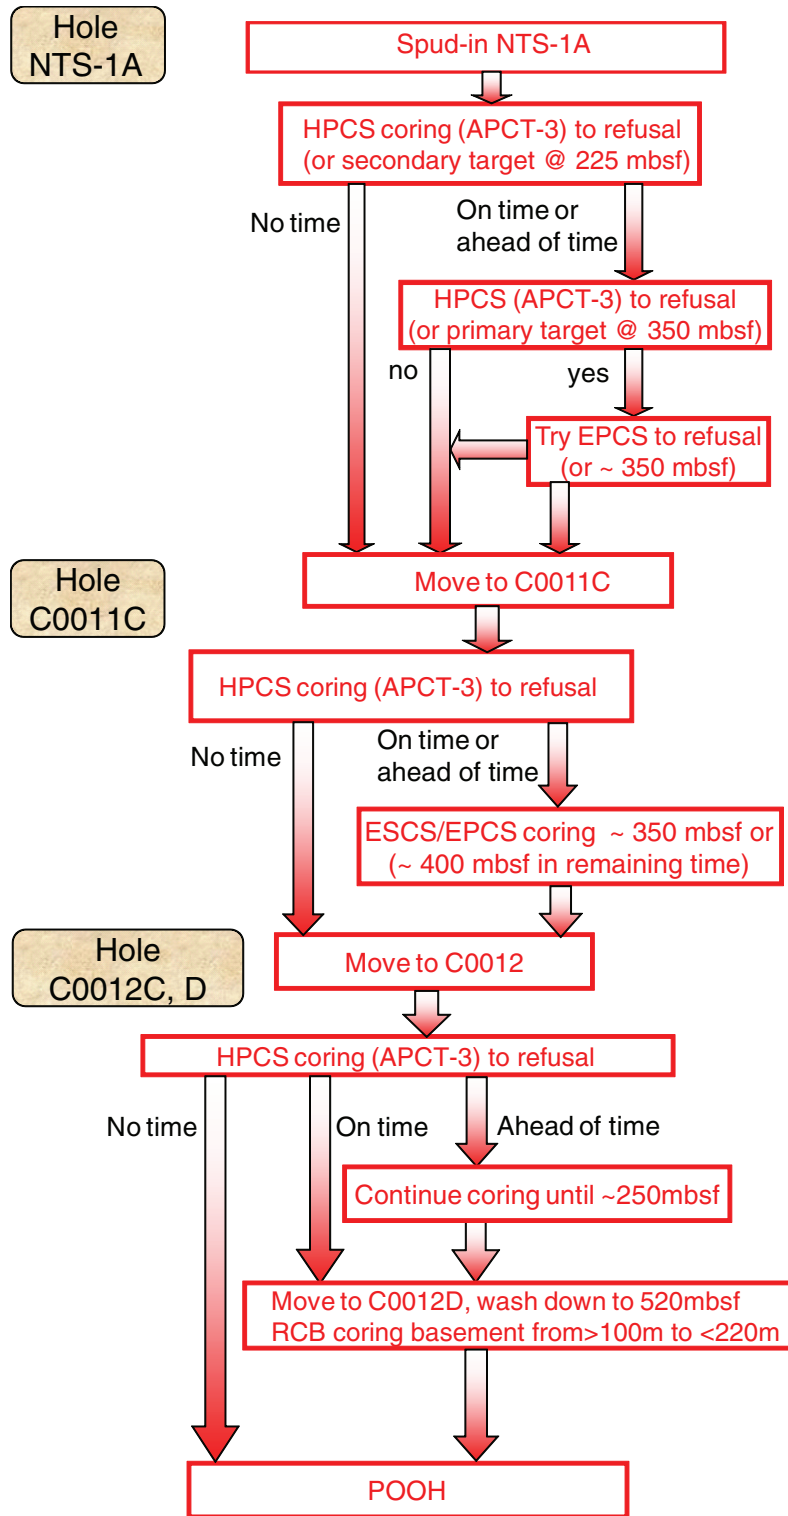 Hole
NTS-1A
Spud-in NTS-1A
HPCS coring (APCT-3) to refusal
(or secondary target @ 225 mbsf)
No time
On time or
ahead of time
HPCS (APCT-3) to refusal
(or primary target @ 350 mbsf)
no
yes
Try EPCS to refusal
(or ~ 350 mbsf)
Hole
C0011C
Move to C0011C
HPCS coring (APCT-3) to refusal
No time
On time or
ahead of time
ESCS/EPCS coring ~ 350 mbsf or
(~ 400 mbsf in remaining time)
Hole
C0012C, D
Move to C0012
HPCS coring (APCT-3) to refusal
No time
On time
Ahead of time
Continue coring until ~250mbsf
Move to C0012D, wash down to 520mbsf
RCB coring basement from>100m to <220m
POOH